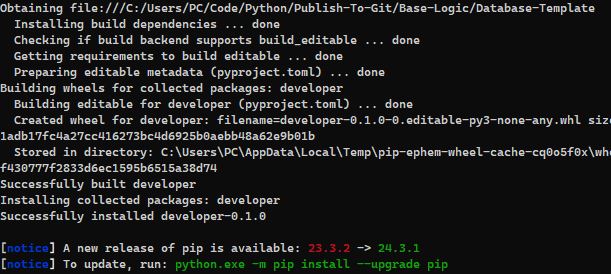 Obtaining file:///C:/Users/PC/Code/Python/Publish-To-Git/Base-Logic/Database-Template
Installing build dependencies ... done
Checking if build backend supports build_editable ... done
Getting requirements to build editable ... done
Preparing editable metadata (pyproject.toml) ... done
Building wheels for collected packages: developer
Building editable for developer (pyproject.toml) ... done
Created wheel for developer: filename=developer-0.1.0-0.editable-py3-none-any.whl siz
1adb17fc4a27cc416273bc4d6925b0aebb48a62e9b01b
Stored in directory: C:\Users\PC\AppData\Local\Temp\pip-ephem-wheel-cache-cq0o5f0x\whe
f430777f2833d6ec1595b6515a38d74
Successfully built developer
Installing collected packages: developer
Successfully installed developer-0.1.0
[notice] A new release of pip is available: 23.3.2 -> 24.3.1
[notice] To update, run: python.exe -m pip install --upgrade pip